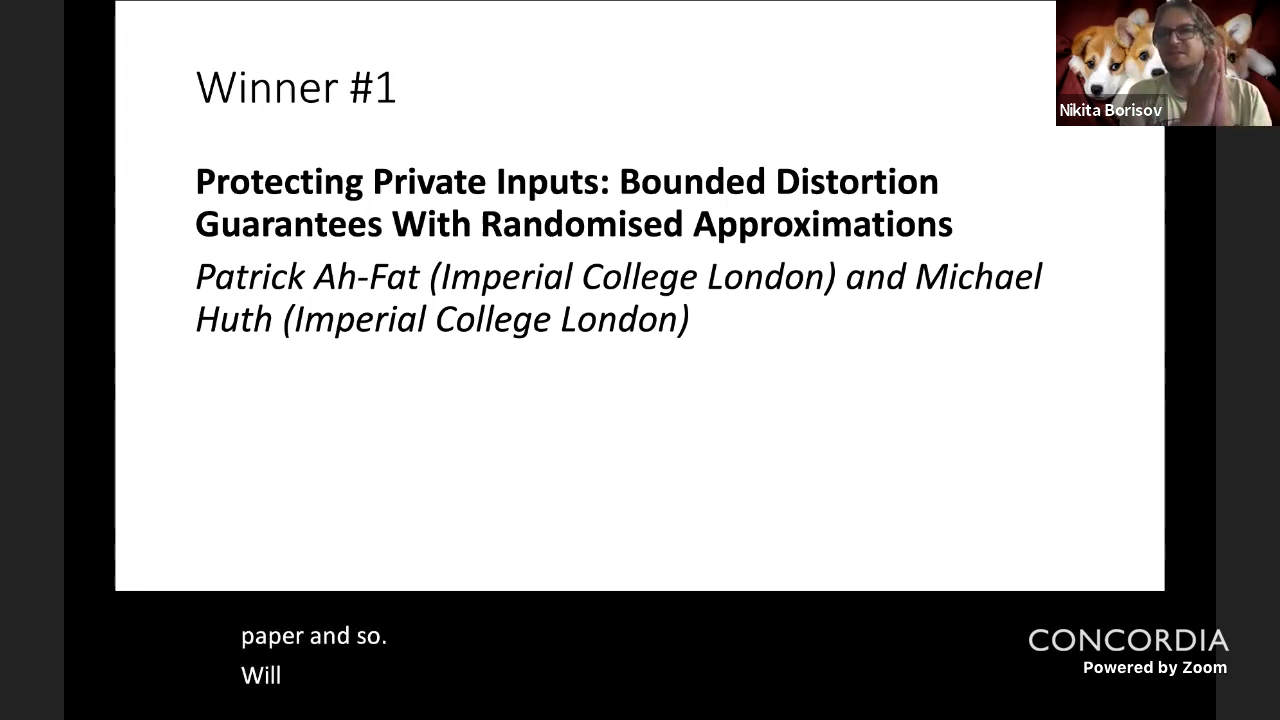 Winner #1
Nikita Borisov
Protecting Private Inputs: Bounded Distortion
Guarantees With Randomised Approximations
Patrick Ah-Fat (Imperial College London) and Michael
Huth (Imperial College London)
paper and so.
Will
CONCORDIA
Powered by Zoom